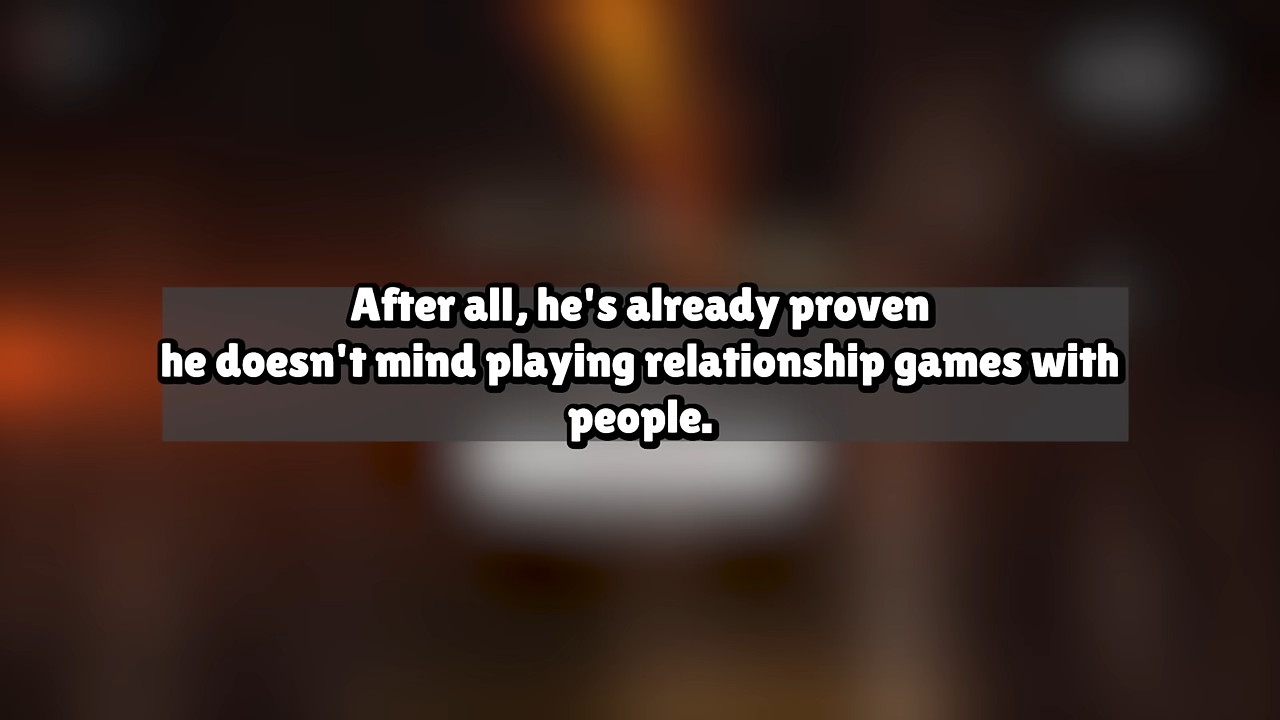 After all, he's already proven
he doesn't mind playing relationship games with
people.